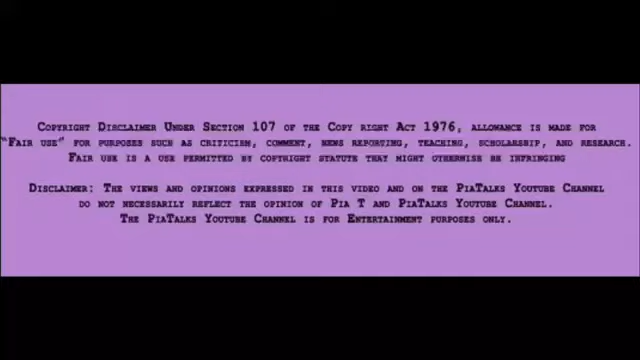 Copyright Disclaimer Under Section 107 of the Copy right Act 1976, allowance is made for
"Fair use" for purposes such as criticism, comment, news reporting, teaching, scholarship, and research.
Fair use is a use permitted by copyright statute that might otherwise be infringing
Disclaimer: The views and opinions expressed in this video and on the PiaTalks Youtube Channel
do not necessarily reflect the opinion of Pia T and PiaTalks Youtube Channel.
The PiaTalks Youtube Channel is for Entertainment purposes only.